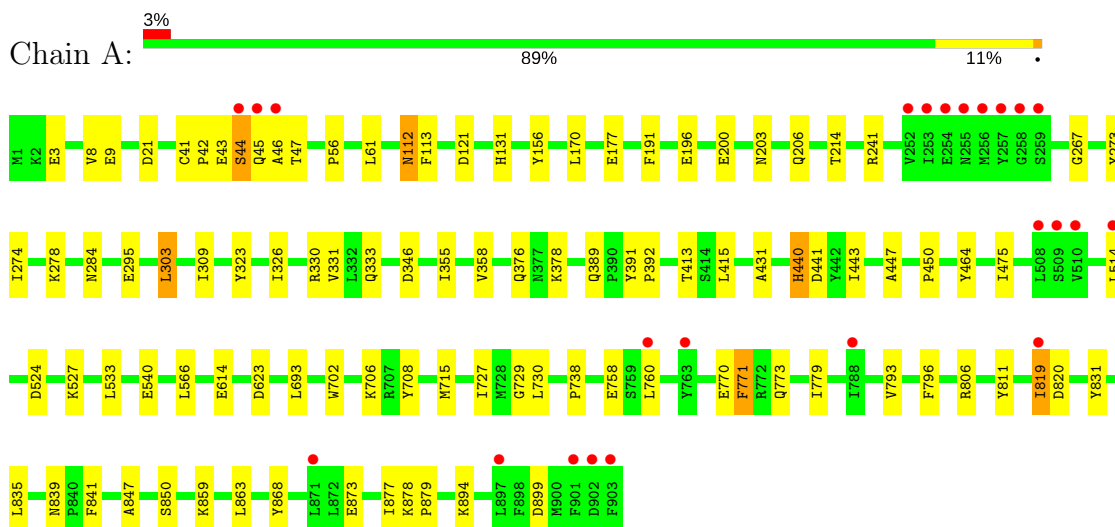 3%
Chain A:
89% 11% •
M1 K2 E3 V8 E9 D21 C41 P42 E43 S44 Q45 A46 T47 P56 L61 N112 F113 D121 H131 Y156 L170 E177 F191 E196 E200 N203 Q206 T214 R241 V252 I253 E254 N255 M256 Y257 G258 S259 G267 Y273
I274 K278 N284 E295 L303 I309 Y323 I326 R330 V331 L332 Q333 D346 I355 V358 Q376 N377 K378 Q389 P390 Y391 P392 T413 S414 L415 A431 H440 D441 Y442 I443 A447 P450 Y464 I475 L508 S509 V510 L514
D524 K527 L533 E540 L566 E614 D623 L693 W702 K706 R707 Y708 M715 I727 M728 G729 L730 P738 E758 S759 L760 Y763 E770 F771 R772 Q773 I779 I788 V793 F796 R806 Y811 I819 D820 Y831
L835 N839 P840 F841 A847 S850 K859 L863 Y868 L871 L872 E873 I877 K878 P879 K894 L897 F898 D899 M900 F901 D902 F903